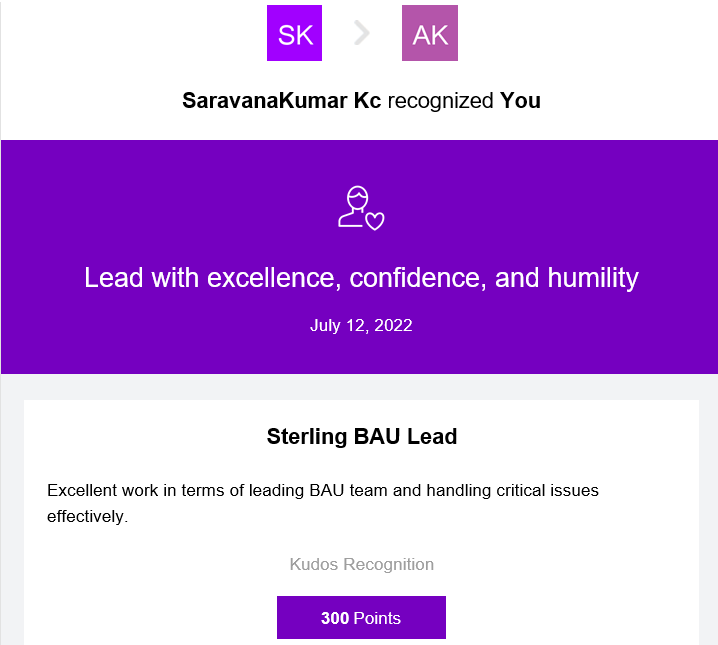 SK AK
SaravanaKumar Kc recognized You
Lead with excellence, confidence, and humility
July 12, 2022
Sterling BAU Lead
Excellent work in terms of leading BAU team and handling critical issues
effectively.
Kudos Recognition
300 Points